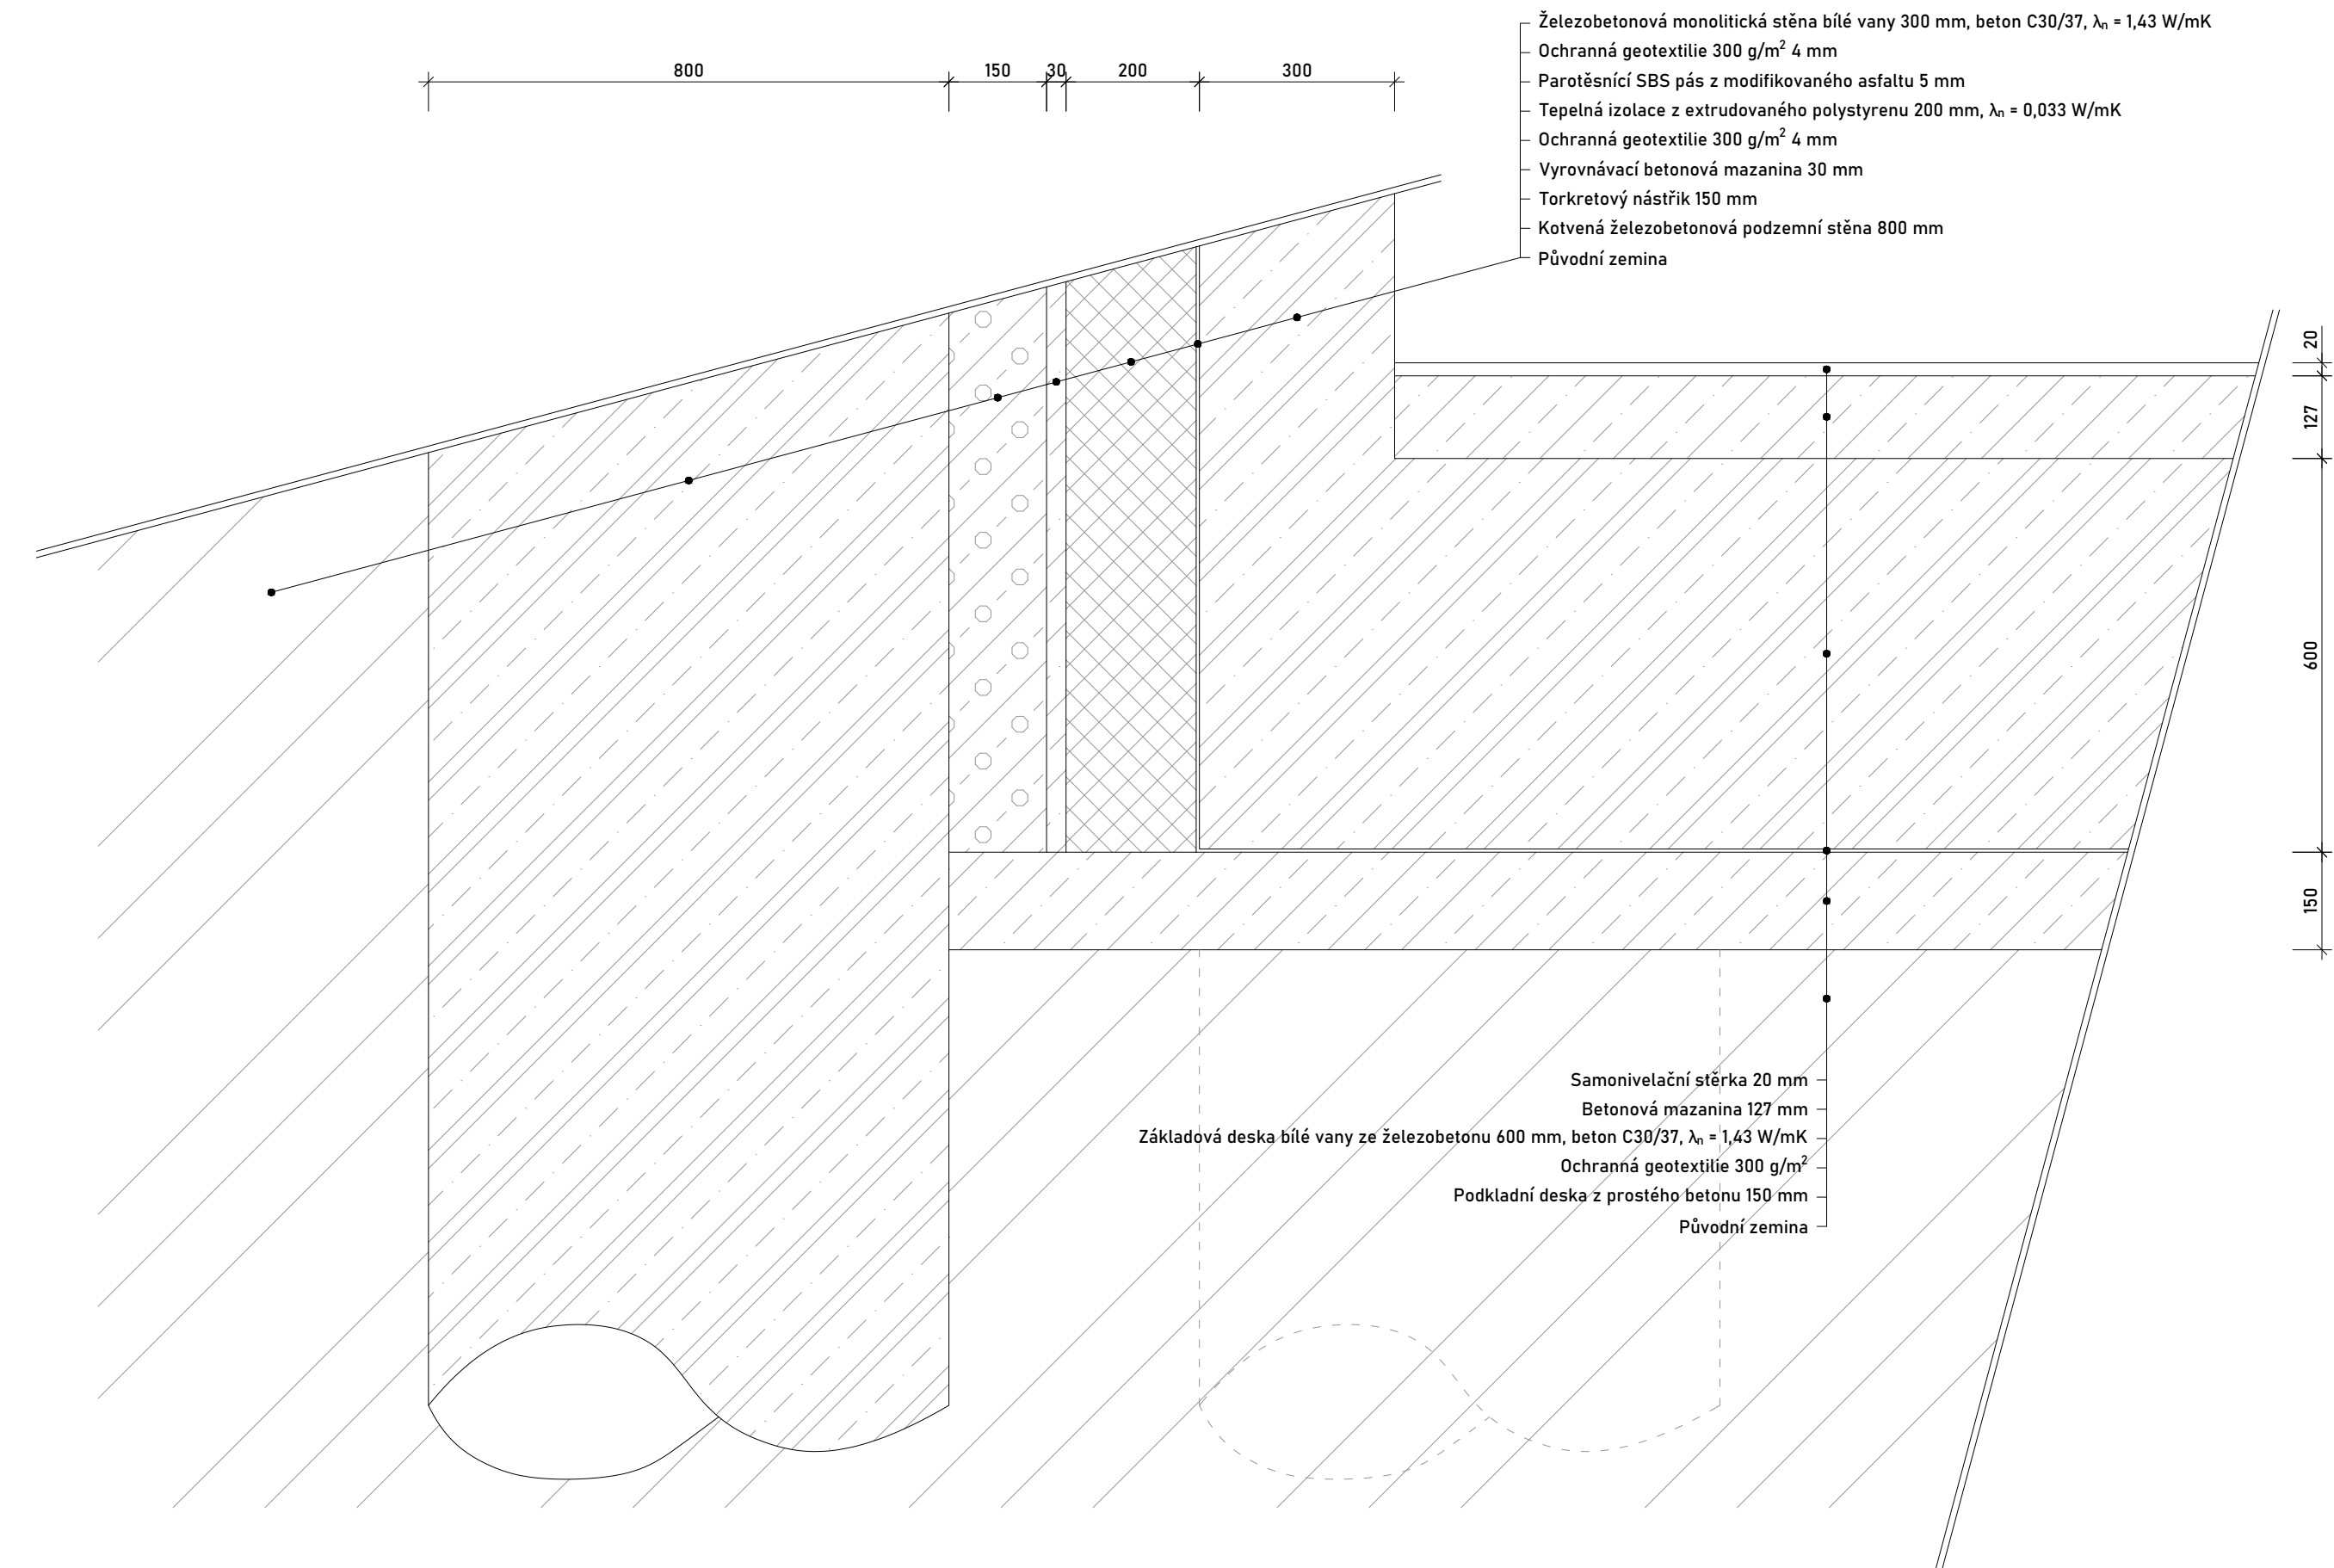 Železobetonová monolitická stěna bílé vany 300 mm, beton C30/37, λₙ = 1,43 W/mK
Ochranná geotextilie 300 g/m² 4 mm
Parotěsnící SBS pás z modifikovaného asfaltu 5 mm
Tepelná izolace z extrudovaného polystyrenu 200 mm, λₙ = 0,033 W/mK
Ochranná geotextilie 300 g/m² 4 mm
Vyrovnávací betonová mazanina 30 mm
Torkretový nástřik 150 mm
Kotvená železobetonová podzemní stěna 800 mm
Původní zemina
800
150
30
200
300
20
127
600
150
Samonivelační stěrka 20 mm
Betonová mazanina 127 mm
Základová deska bílé vany ze železobetonu 600 mm, beton C30/37, λₙ = 1,43 W/mK
Ochranná geotextilie 300 g/m²
Podkladní deska z prostého betonu 150 mm
Původní zemina